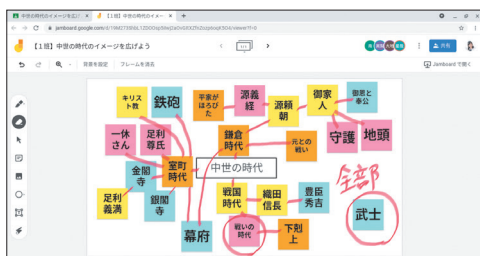 【1班】中世の時代のイメージを広げよう
【1班】中世の時代のイメージを広げよう
背景を設定
フレームを消去
Jamboard で開く
共有
キリスト教
鉄砲
平家が
ほろび
た
源義
経
源頼
朝
御家
人
御恩と
奉公
一休
さん
足利
尊氏
鎌倉
時代
元との
戦い
守護
地頭
金閣
寺
室町
時代
中世の時代
全部
足利
義満
銀閣
寺
戦国
時代
織田
信長
豊臣
秀吉
武士
幕府
戦いの
時代
下剋
上